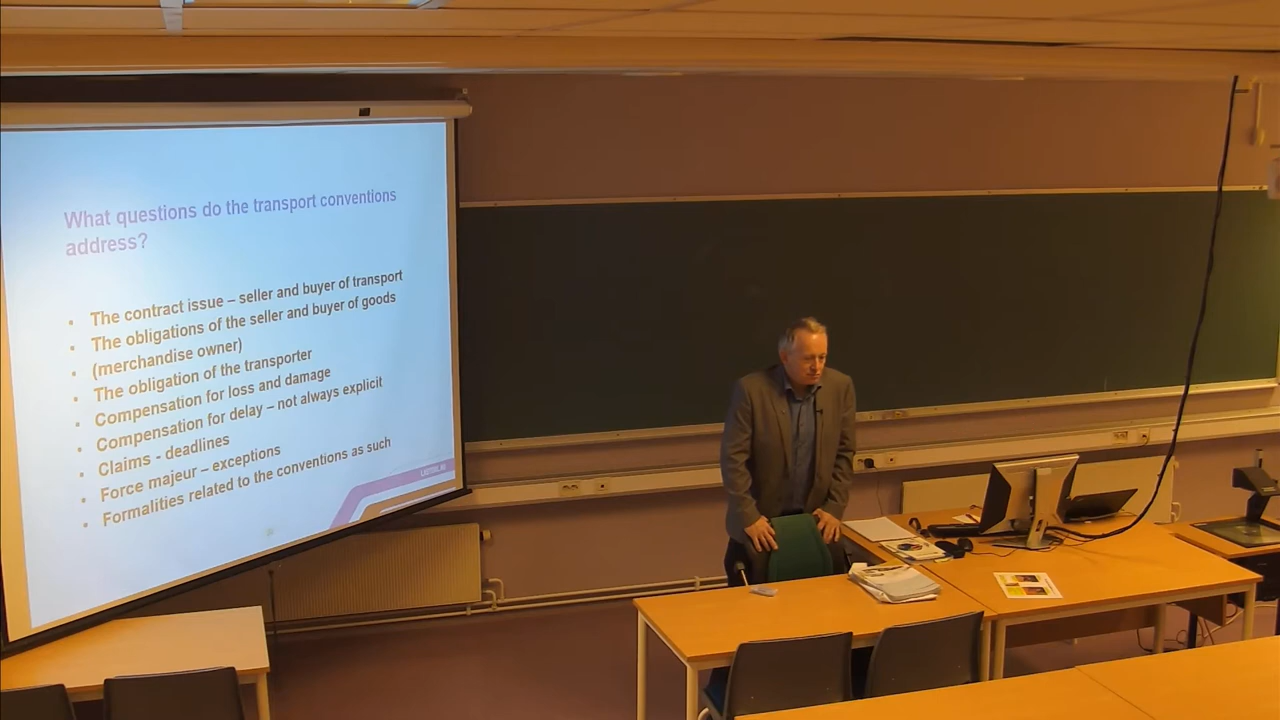 What questions do the transport conventions
address?
• The contract issue – seller and buyer of transport
• The obligations of the seller and buyer of goods
• (merchandise owner)
• The obligation of the transporter
• Compensation for loss and damage
• Compensation for delay – not always explicit
• Claims - deadlines
• Force majeur – exceptions
• Formalities related to the conventions as such